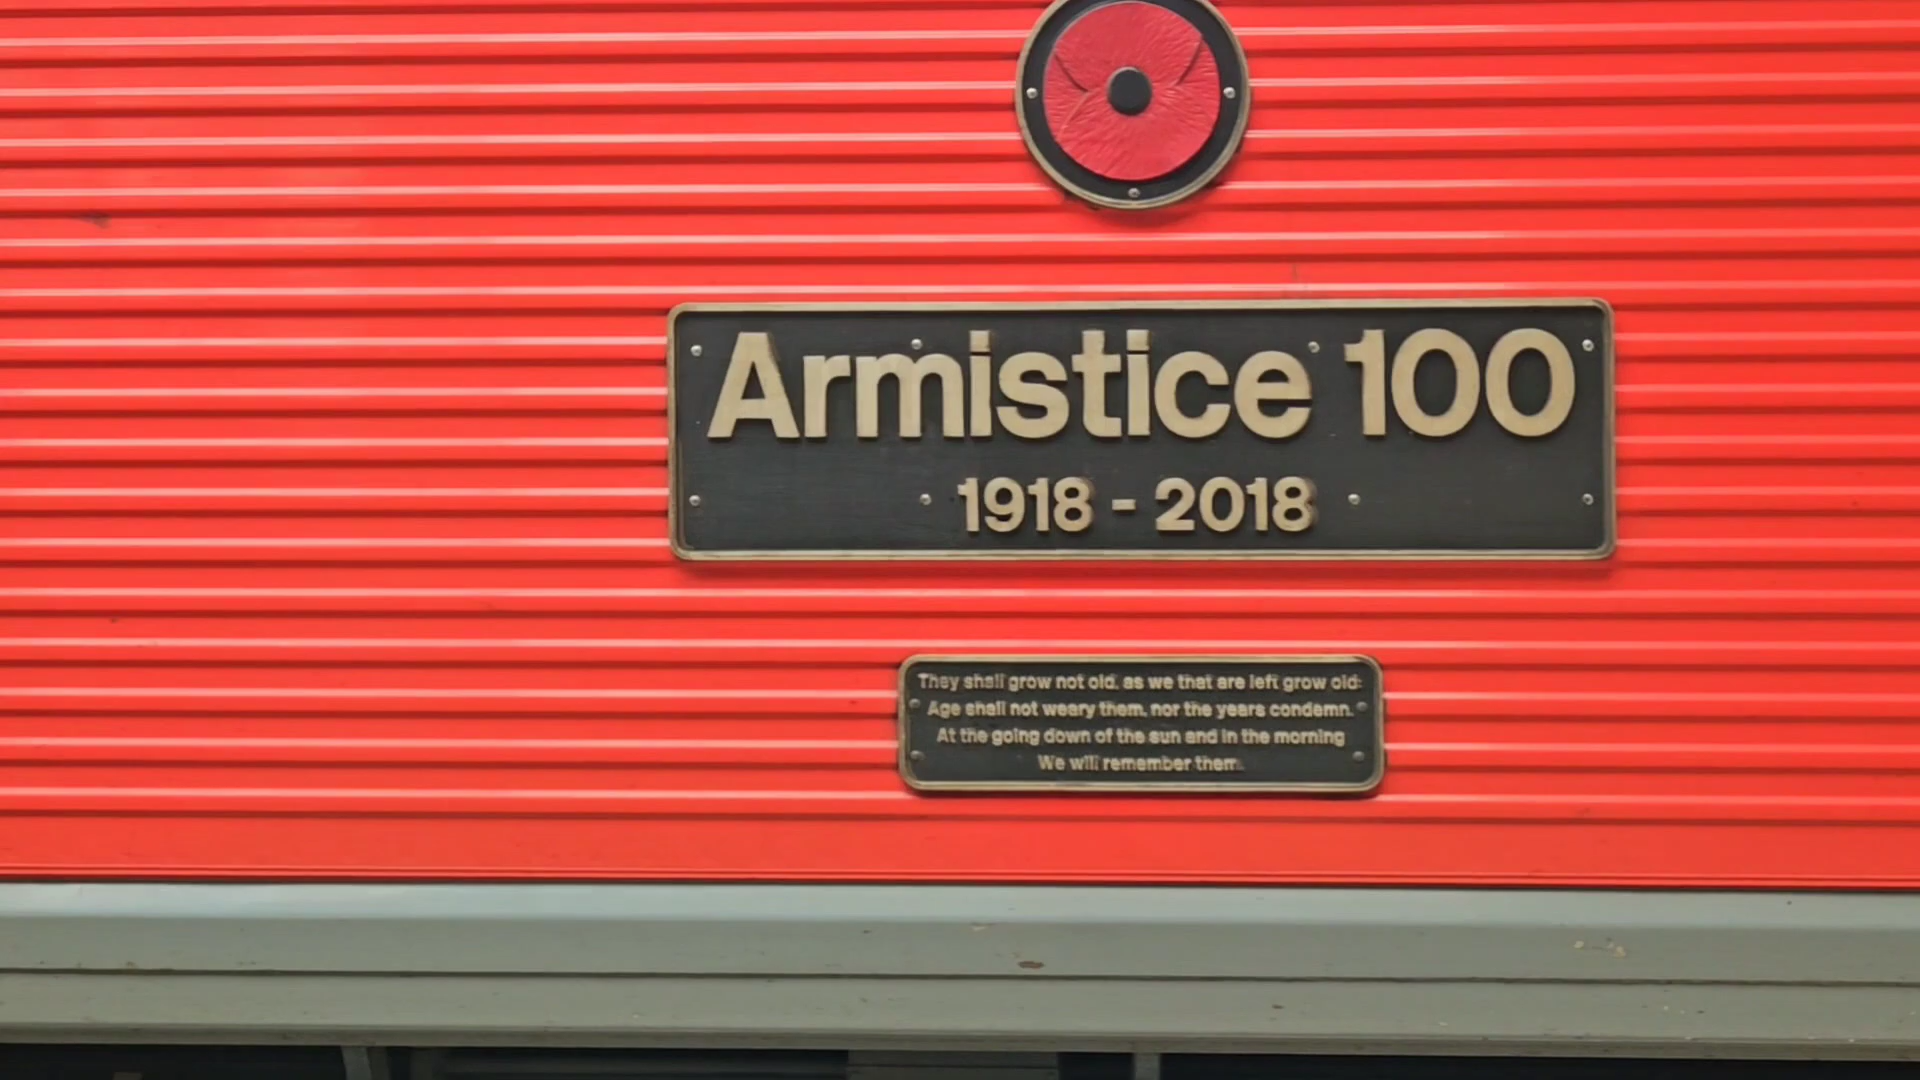 Armistice 100
1918 - 2018
They shall grow not old, as we that are left grow old:
Age shall not weary them, nor the years condemn.
At the going down of the sun and in the morning
We will remember them.